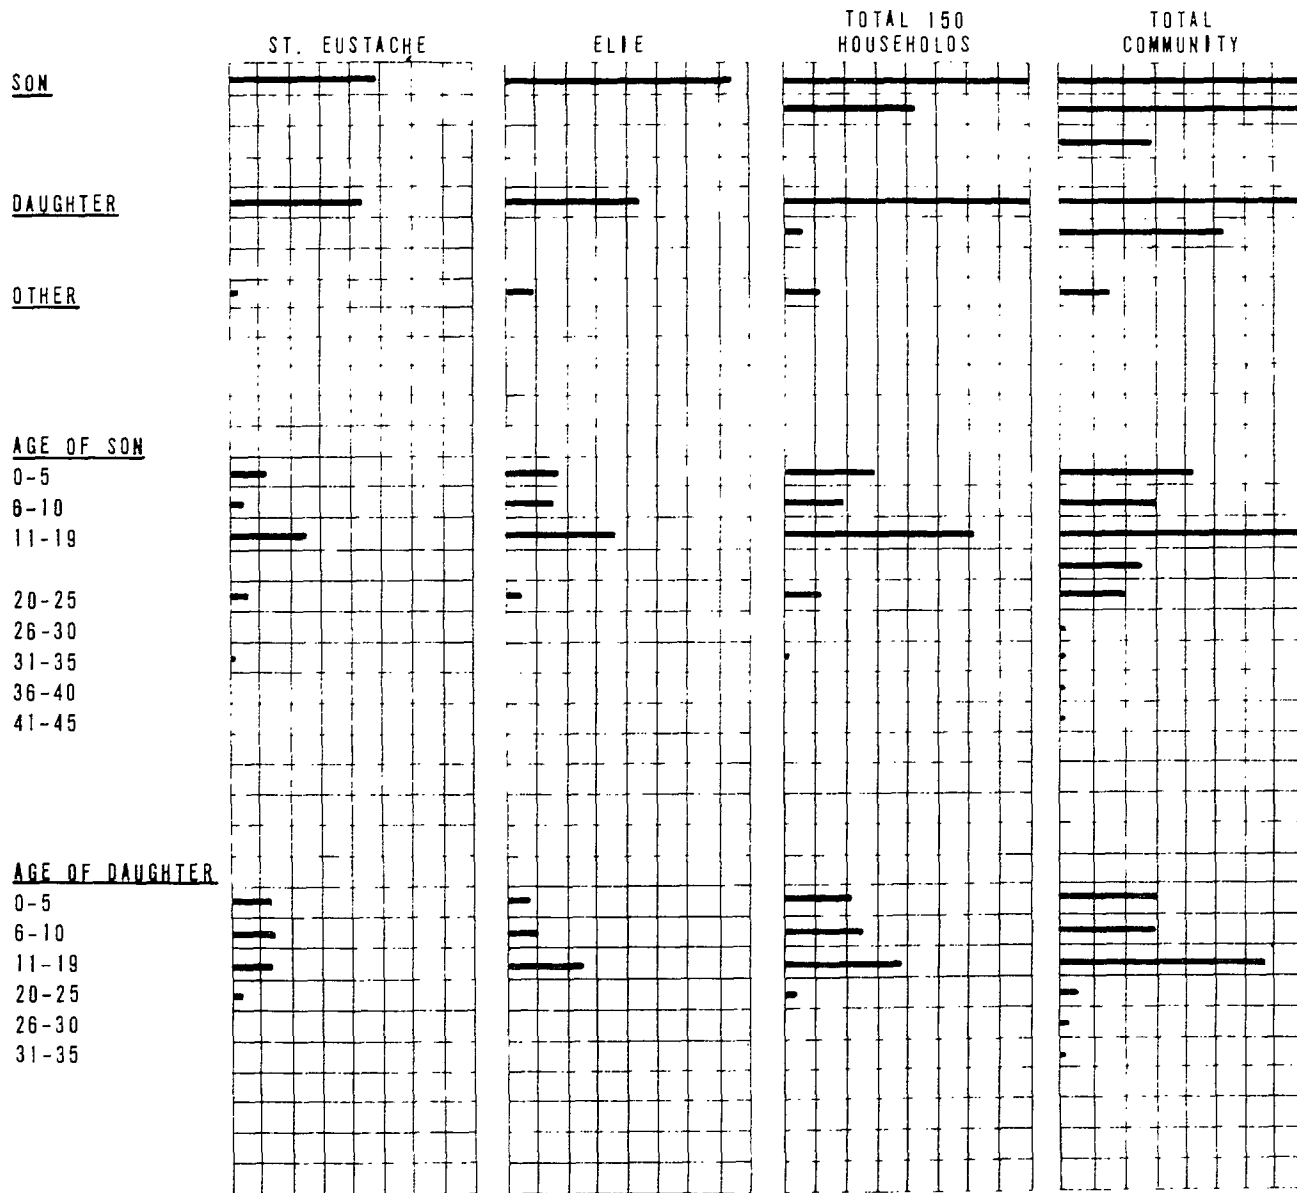 TOTAL 150 TOTAL
ST. EUSTACHE ELIE HOUSEHOLDS COMMUNITY
SON
DAUGHTER
OTHER
AGE OF SON
0-5
6-10
11-19
20-25
26-30
31-35
36-40
41-45
AGE OF DAUGHTER
0-5
6-10
11-19
20-25
26-30
31-35